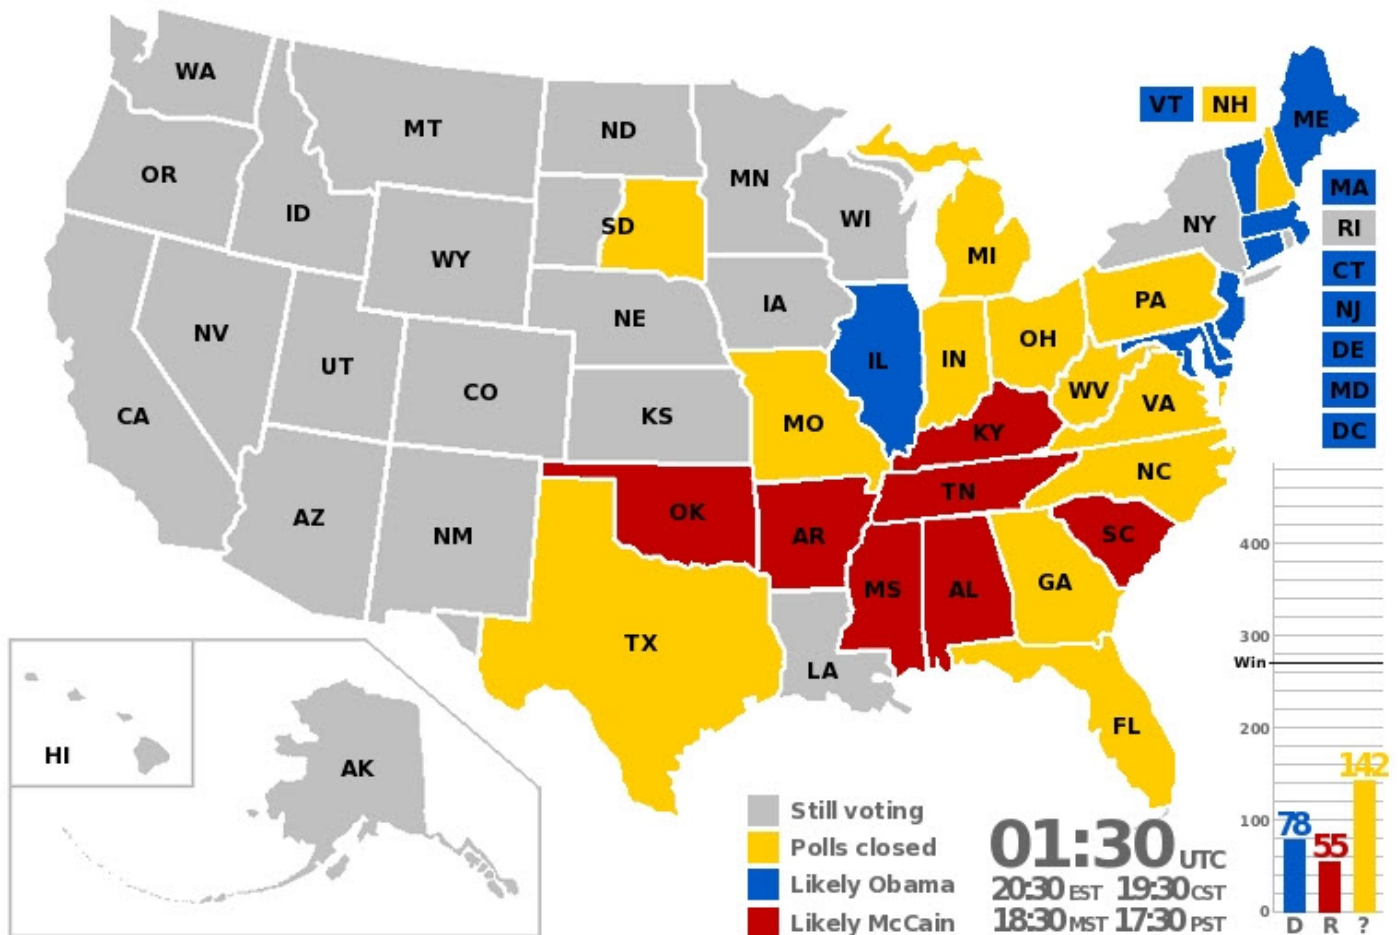 WA
MT
ND
MN
VT NH
ME
OR
ID
SD
WI
MI
NY
MA
RI
WY
CT
NV
NE
IA
PA
NJ
UT
CO
IL
IN
OH
DE
CA
KS
MO
WV
VA
MD
KY
DC
AZ
NM
OK
AR
TN
NC
SC
MS
AL
GA
TX
LA
FL
HI
AK
400
300
Win
200
100
0
142
78
55
D R ?
Still voting
Polls closed
Likely Obama
Likely McCain
01:30 UTC
20:30 EST 19:30 CST
18:30 MST 17:30 PST